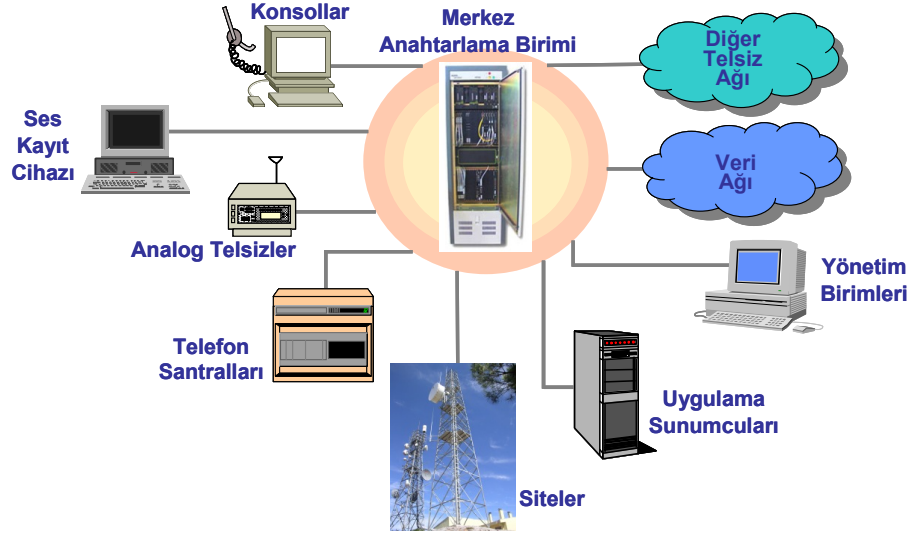 Konsollar
Merkez
Anahtarlama Birimi
Diğer
Telsiz
Ağı
Ses
Kayıt
Cihazı
Veri
Ağı
Analog Telsizler
Yönetim
Birimleri
Telefon
Santralları
Uygulama
Sunumcuları
Siteler